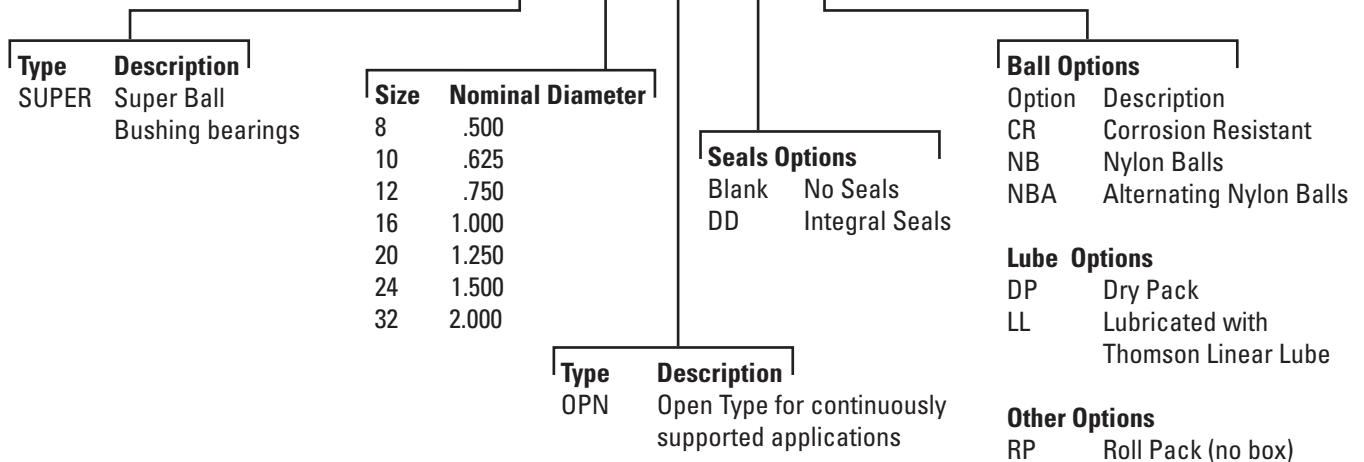 Type Description
SUPER Super Ball
Bushing bearings
Size Nominal Diameter
8 .500
10 .625
12 .750
16 1.000
20 1.250
24 1.500
32 2.000
Type Description
OPN Open Type for continuously
supported applications
Seals Options
Blank No Seals
DD Integral Seals
Ball Options
Option Description
CR Corrosion Resistant
NB Nylon Balls
NBA Alternating Nylon Balls
Lube Options
DP Dry Pack
LL Lubricated with
Thomson Linear Lube
Other Options
RP Roll Pack (no box)